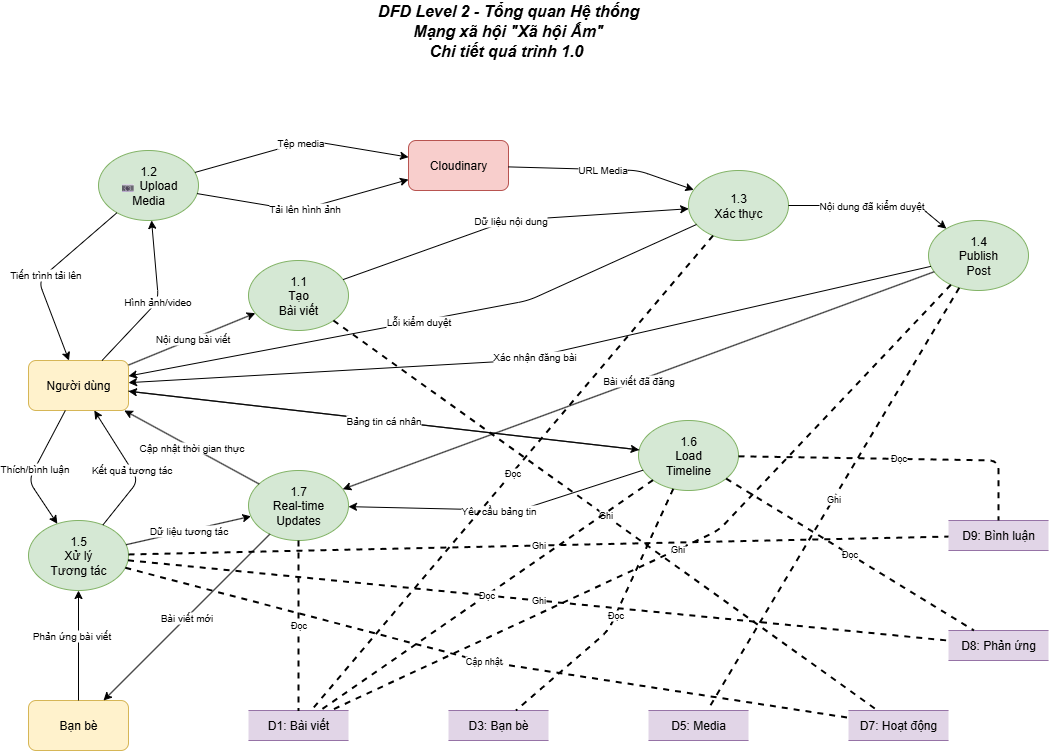 DFD Level 2 - Tổng quan Hệ thống
Mạng xã hội "Xã hội Ấm"
Chi tiết quá trình 1.0
Tệp media
1.2
Upload
Media
Cloudinary
URL Media
1.3
Xác thực
Tải lên hình ảnh
Dữ liệu nội dung
Nội dung đã kiểm duyệt
1.4
Publish
Post
Tiến trình tải lên
1.1
Tạo
Bài viết
Hình ảnh/video
Lỗi kiểm duyệt
Nội dung bài viết
Xác nhận đăng bài
Người dùng
Bài viết đã đăng
Bảng tin cá nhân
1.6
Load
Timeline
Cập nhật thời gian thực
Thích/bình luận
Kết quả tương tác
Đọc
Đọc
1.7
Real-time
Updates
Ghi
Yêu cầu bảng tin
Ghi
Dữ liệu tương tác
D9: Bình luận
1.5
Xử lý
Tương tác
Ghi
Ghi
Đọc
Đọc
Ghi
Bài viết mới
Đọc
Đọc
Phản ứng bài viết
D8: Phản ứng
Cập nhật
Bạn bè
D1: Bài viết
D3: Bạn bè
D5: Media
D7: Hoạt động